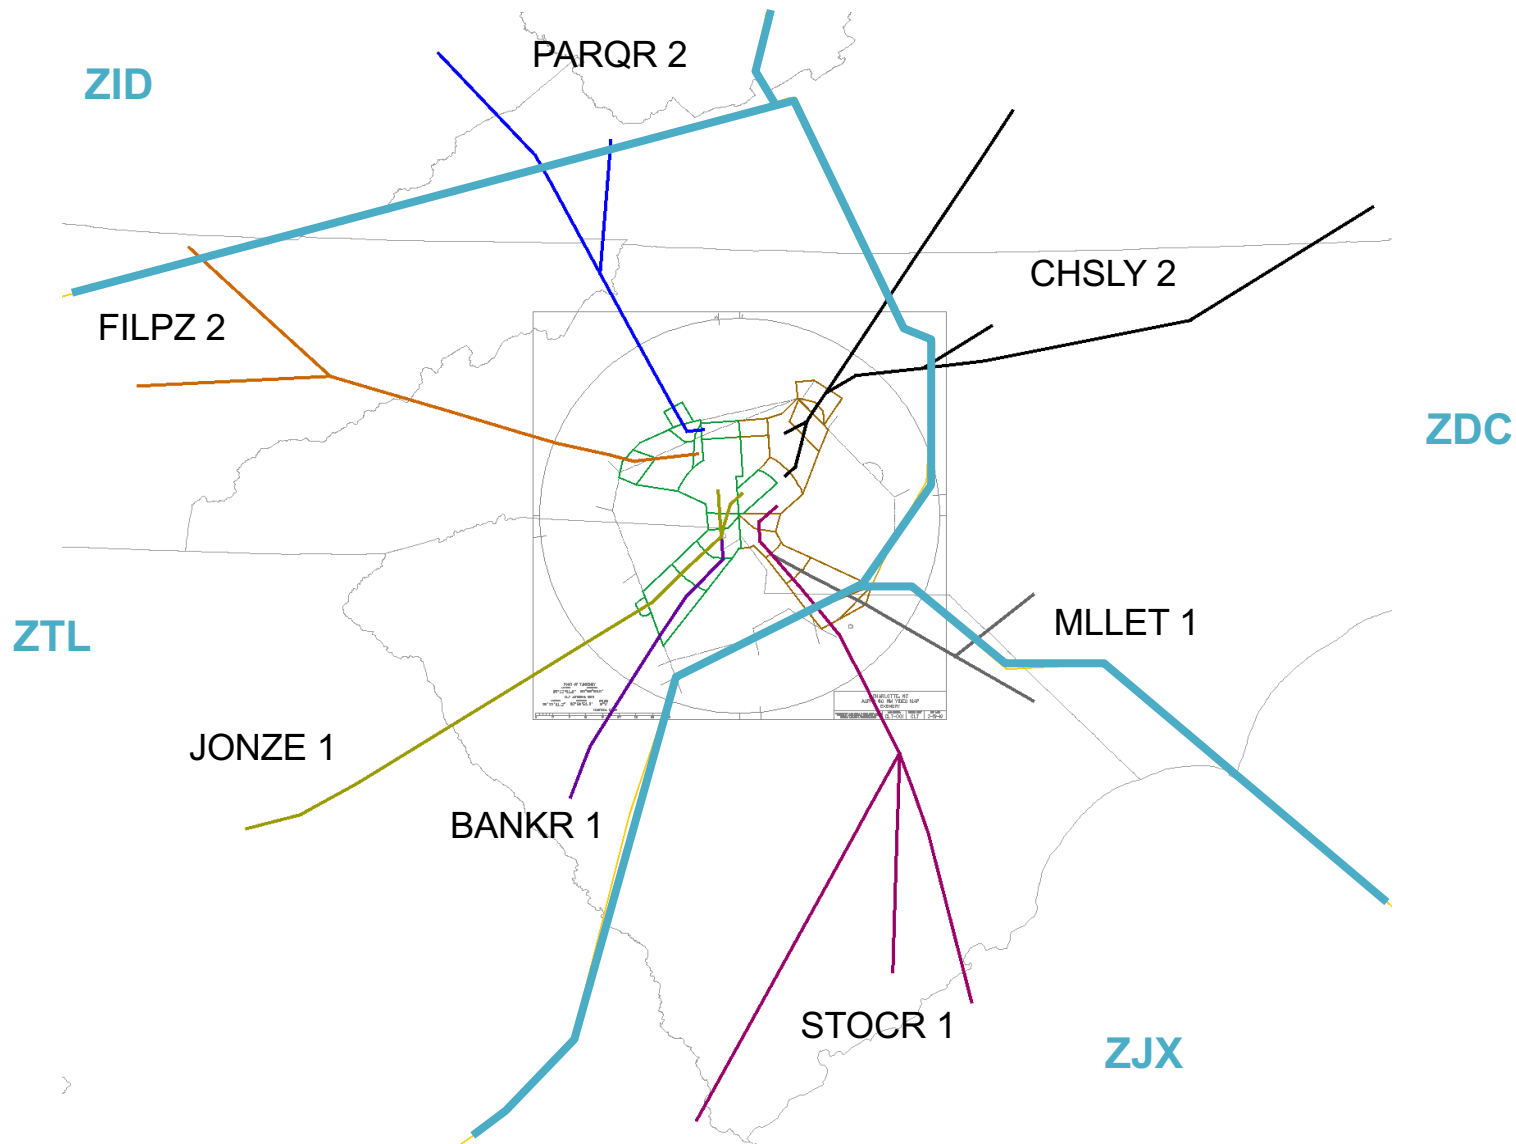 PARQR 2
ZID
CHSLY 2
FILPZ 2
ZDC
MLLET 1
ZTL
JONZE 1
BANKR 1
STOCR 1
ZJX